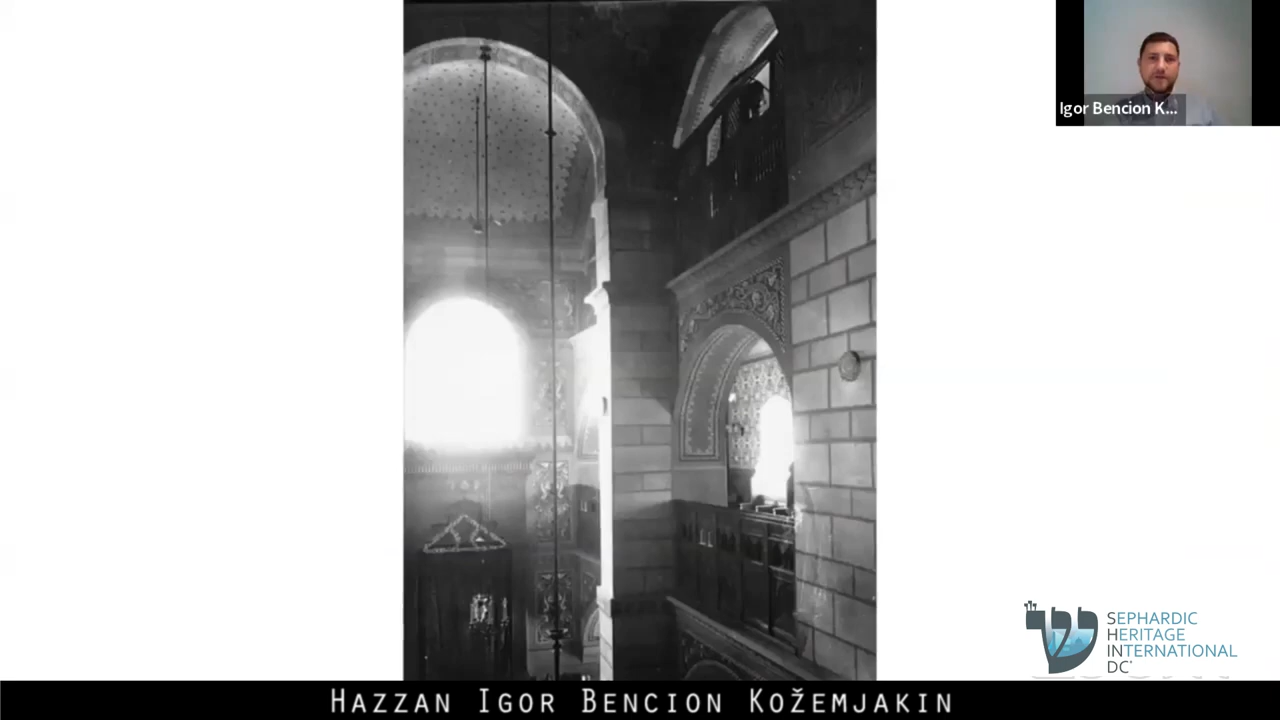 Igor Bencion K...
ש
SEPHARDIC
HERITAGE
INTERNATIONAL
DC
HAZZAN IGOR BENCION KOŽEMJAKIN